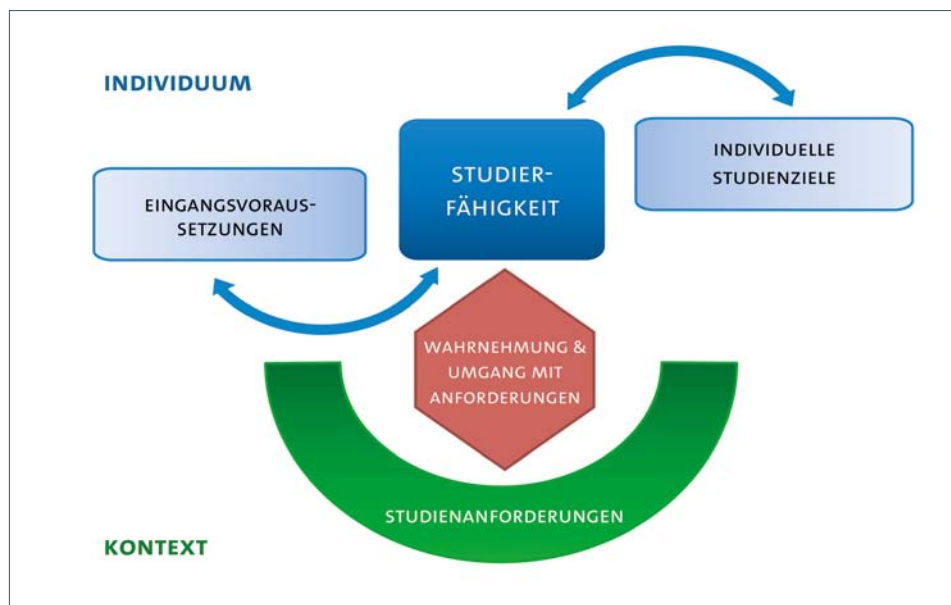 INDIVIDUUM
STUDIER-
FÄHIGKEIT
INDIVIDUELLE
STUDIENZIELE
EINGANGSVORAUS-
SETZUNGEN
WAHRNEHMUNG &
UMGANG MIT
ANFORDERUNGEN
STUDIENANFORDERUNGEN
KONTEXT